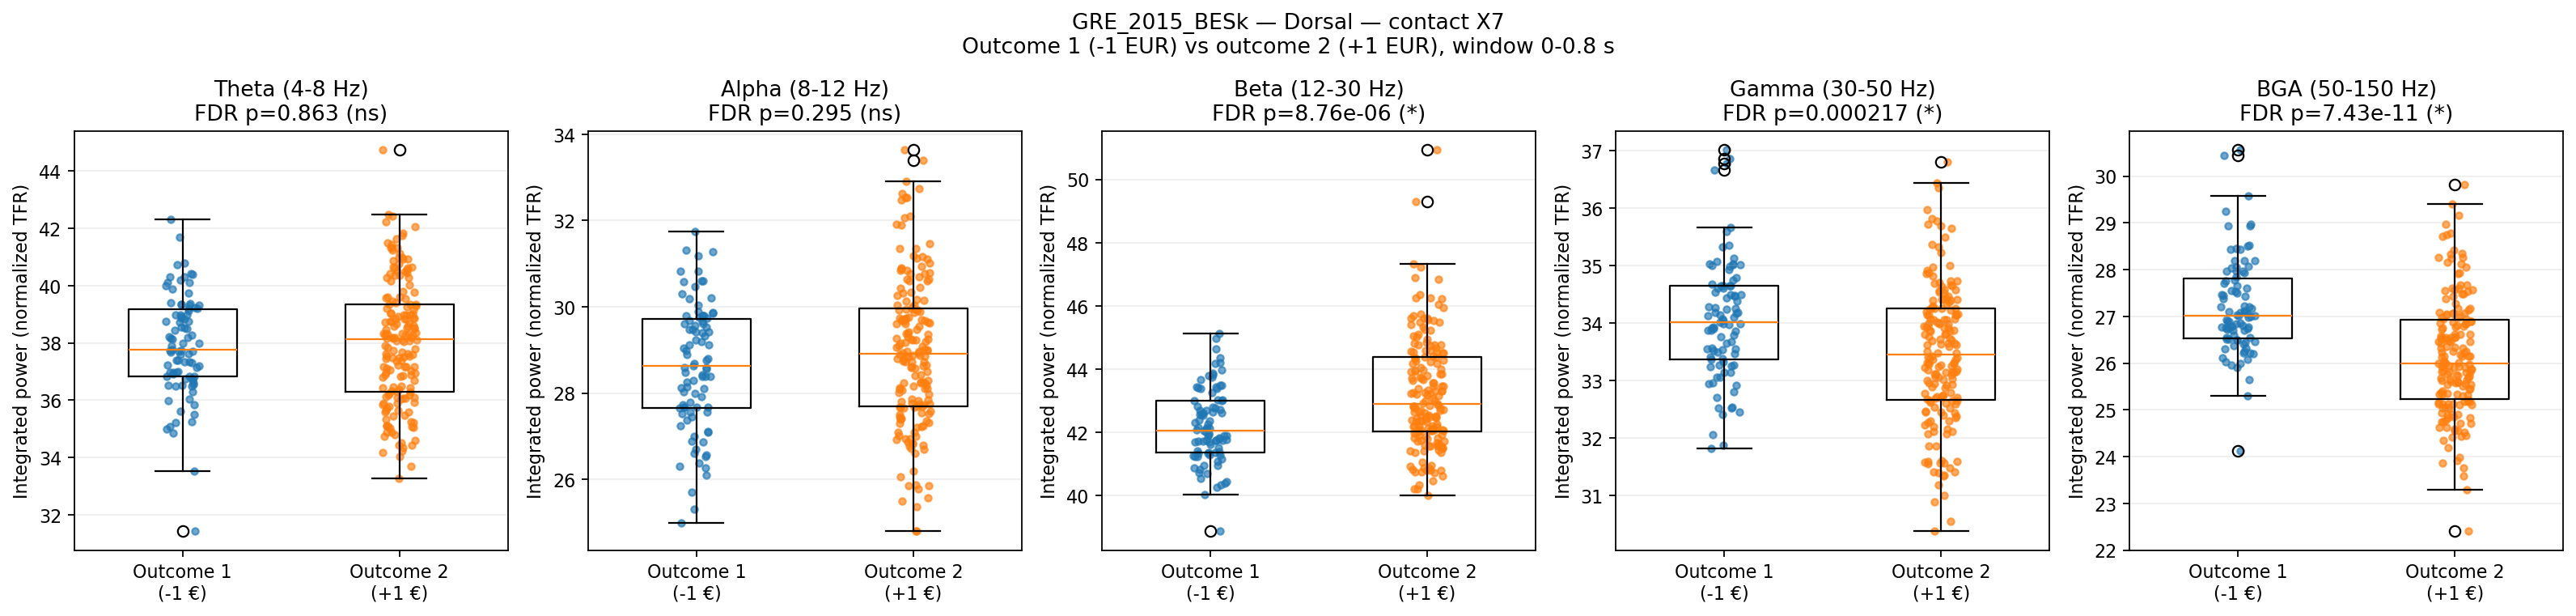 GRE_2015_BESk — Dorsal — contact X7
Outcome 1 (-1 EUR) vs outcome 2 (+1 EUR), window 0-0.8 s
Theta (4-8 Hz)
FDR p=0.863 (ns)
Integrated power (normalized TFR)
44
42
40
38
36
34
32
Outcome 1
(-1 €)
Outcome 2
(+1 €)
Alpha (8-12 Hz)
FDR p=0.295 (ns)
Integrated power (normalized TFR)
34
32
30
28
26
Outcome 1
(-1 €)
Outcome 2
(+1 €)
Beta (12-30 Hz)
FDR p=8.76e-06 (*)
Integrated power (normalized TFR)
50
48
46
44
42
40
Outcome 1
(-1 €)
Outcome 2
(+1 €)
Gamma (30-50 Hz)
FDR p=0.000217 (*)
Integrated power (normalized TFR)
37
36
35
34
33
32
31
Outcome 1
(-1 €)
Outcome 2
(+1 €)
BGA (50-150 Hz)
FDR p=7.43e-11 (*)
Integrated power (normalized TFR)
30
29
28
27
26
25
24
23
22
Outcome 1
(-1 €)
Outcome 2
(+1 €)